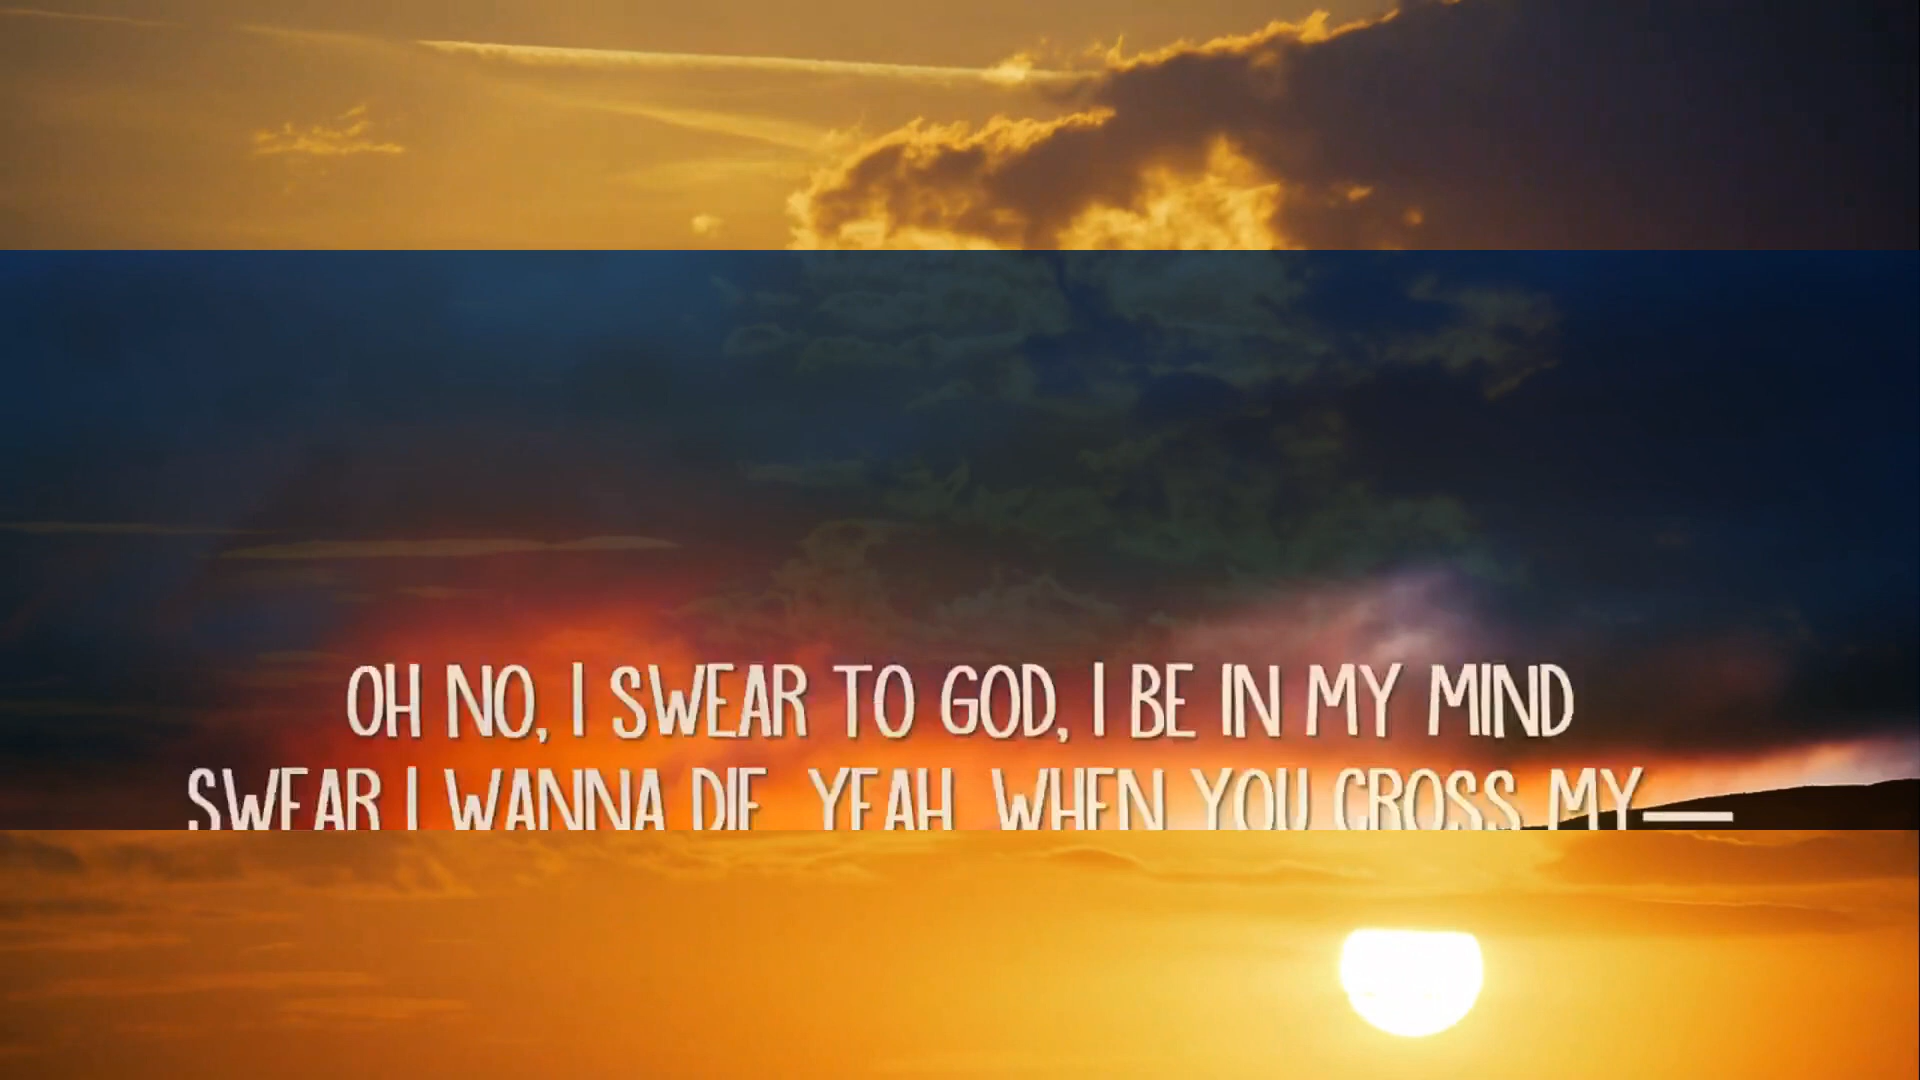 OH NO, I SWEAR TO GOD, I BE IN MY MIND
SWEAR I WANNA DIE, YEAH, WHEN YOU CROSS MY—